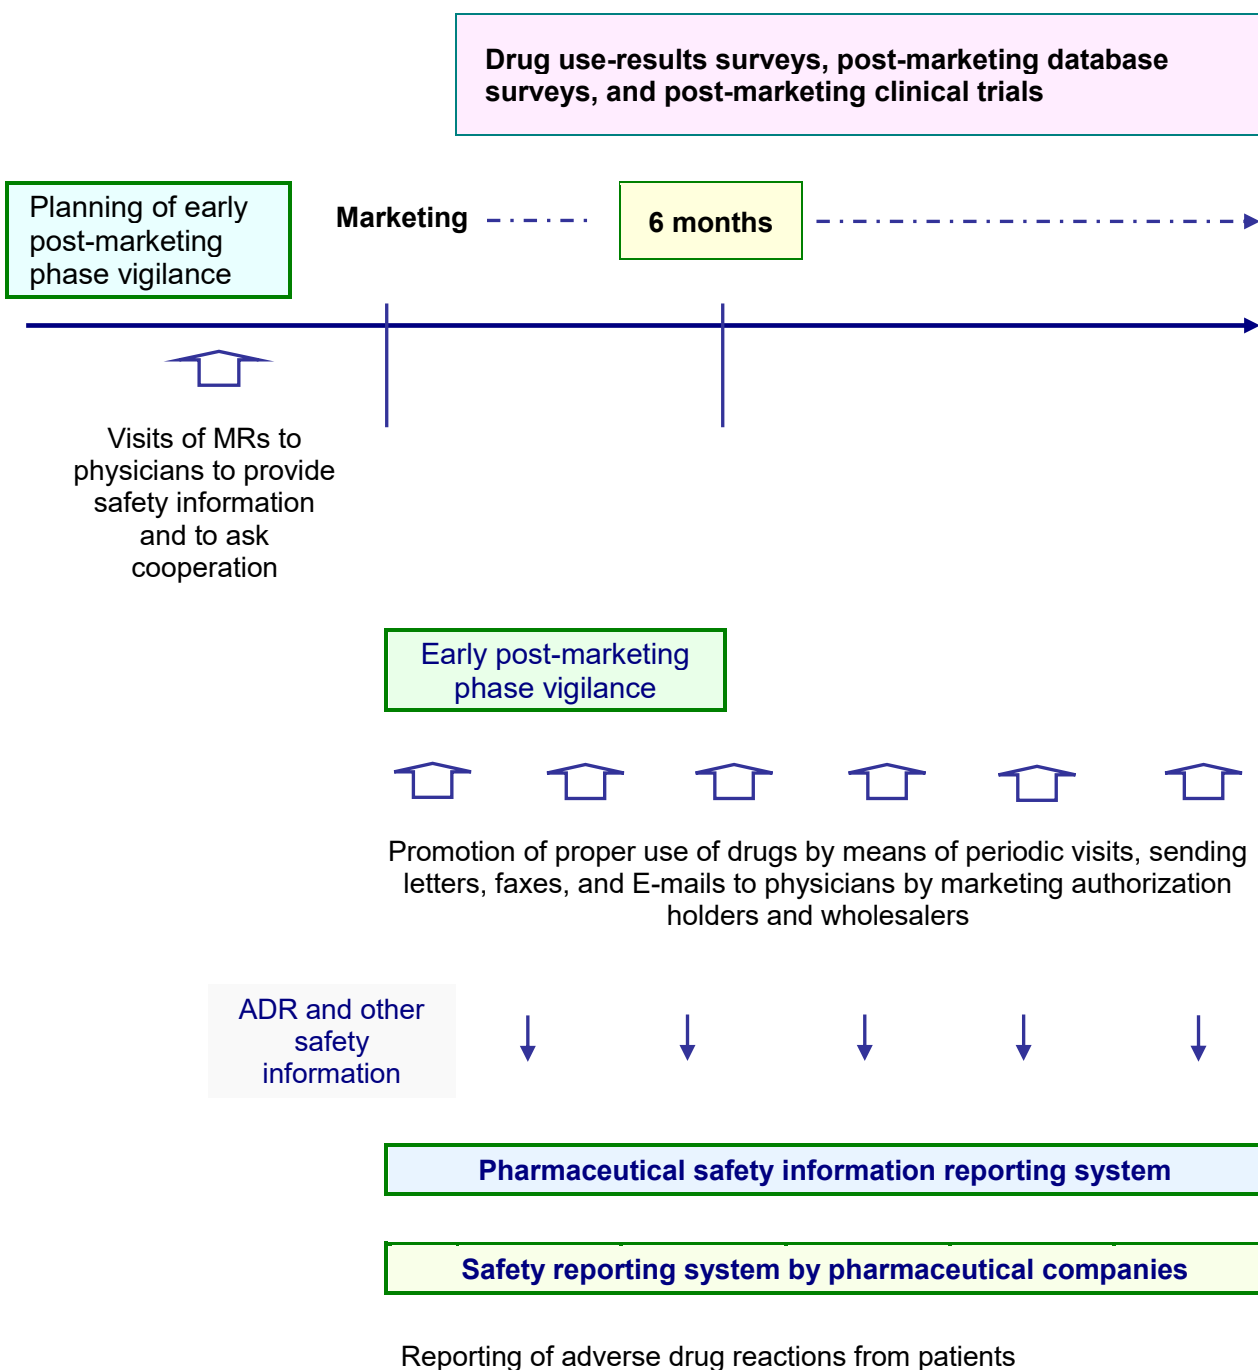 Drug use-results surveys, post-marketing database
surveys, and post-marketing clinical trials
Planning of early
post-marketing
phase vigilance
Marketing
6 months
Visits of MRs to
physicians to provide
safety information
and to ask
cooperation
Early post-marketing
phase vigilance
Promotion of proper use of drugs by means of periodic visits, sending
letters, faxes, and E-mails to physicians by marketing authorization
holders and wholesalers
ADR and other
safety
information
Pharmaceutical safety information reporting system
Safety reporting system by pharmaceutical companies
Reporting of adverse drug reactions from patients